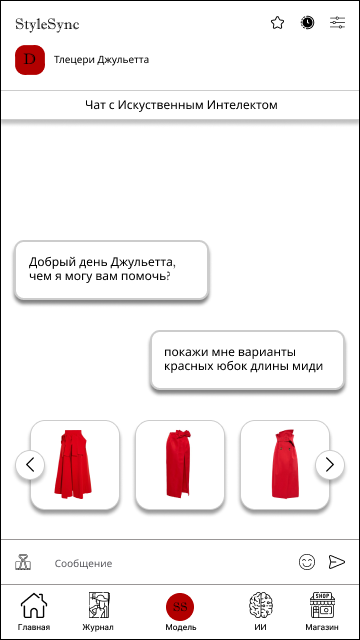 StyleSync
D
Тлецери Джульетта
Чат с Искуственным Интелектом
Добрый день Джульетта,
чем я могу вам помочь?
покажи мне варианты
красных юбок длины миди
Сообщение
SS
SHOP
Главная
Журнал
Модель
ИИ
Магазин